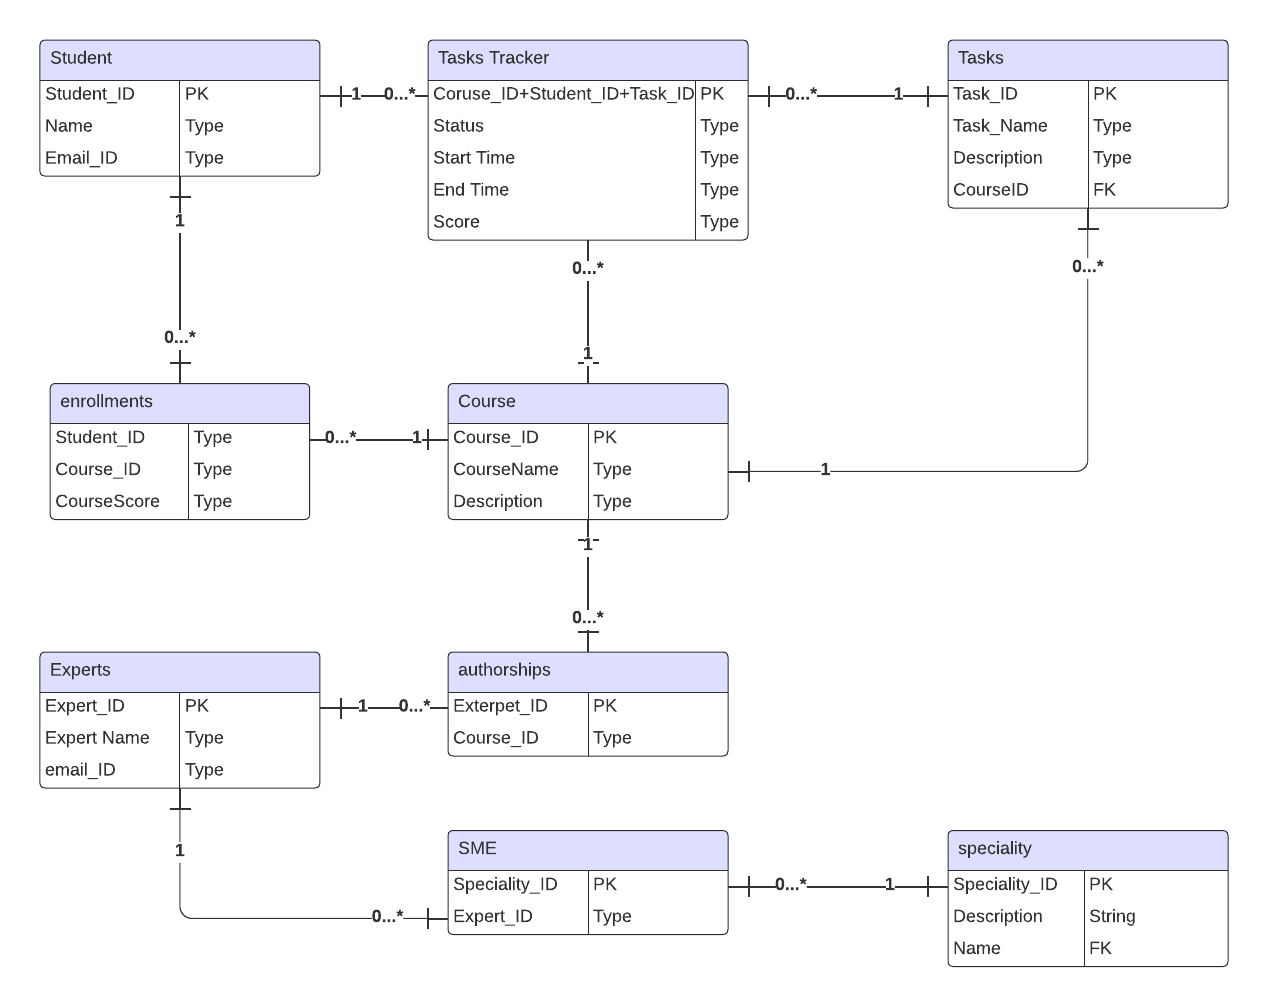 Student
Student_ID PK
Name Type
Email_ID Type
1 0...*
Tasks Tracker
Coruse_ID+Student_ID+Task_ID PK
Status Type
Start Time Type
End Time Type
Score Type
0...* 1
Tasks
Task_ID PK
Task_Name Type
Description Type
CourseID FK
1
0...*
0...*
1
0...*
1
enrollments
Student_ID Type
Course_ID Type
CourseScore Type
0...* 1
Course
Course_ID PK
CourseName Type
Description Type
1
0...*
Experts
Expert_ID PK
Expert Name Type
email_ID Type
1 0...*
authorships
Exterpet_ID PK
Course_ID Type
1
0...*
SME
Speciality_ID PK
Expert_ID Type
0...* 1
speciality
Speciality_ID PK
Description String
Name FK